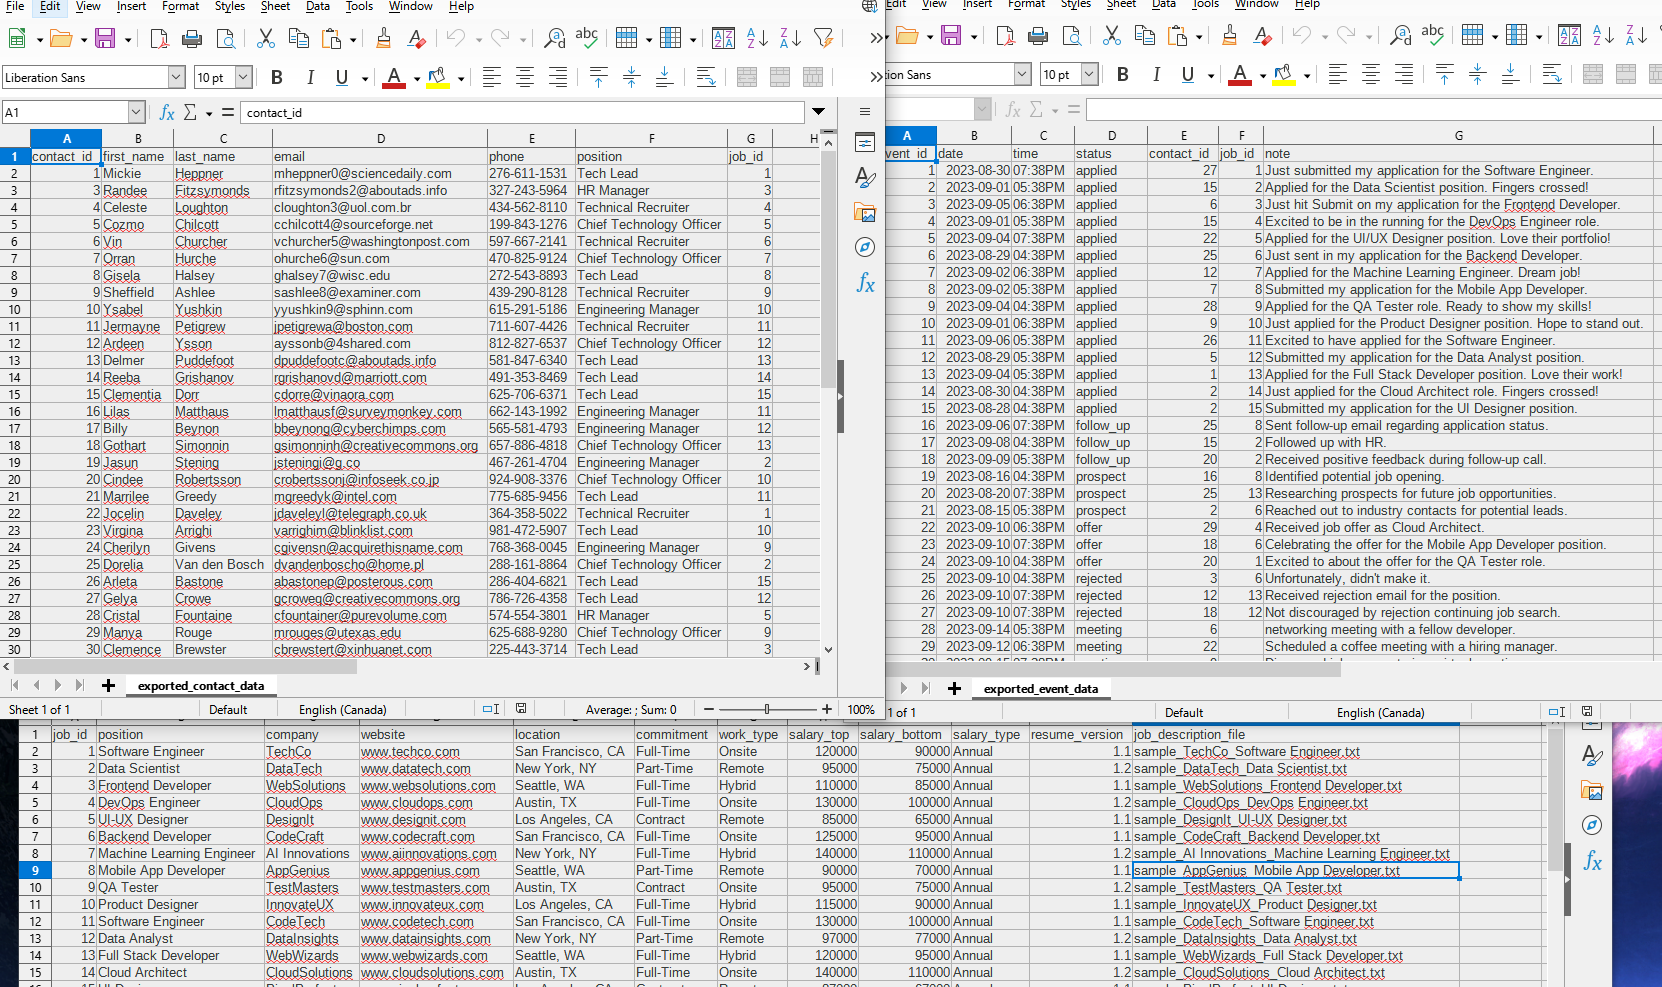 File Edit View Insert Format Styles Sheet Data Tools Window Help
Edit View Insert Format Styles Sheet Data Tools Window Help
Liberation Sans 10 pt B I U A
Sans 10 pt B I U A
A1 fx Σ = contact_id
fx Σ =
A B C D E F G H
1 contact_id first_name last_name email phone position job_id
2 1 Mickie Heppner mheppner0@sciencedaily.com 276-611-1531 Tech Lead 1
3 3 Randee Fitzsymonds rfitzsymonds2@aboutads.info 327-243-5964 HR Manager 3
4 4 Celeste Loughton cloughton3@uol.com.br 434-562-8110 Technical Recruiter 4
5 5 Cozmo Chilcott cchilcott4@sourceforge.net 199-843-1276 Chief Technology Officer 5
6 6 Vin Churcher vchurcher5@washingtonpost.com 597-667-2141 Technical Recruiter 6
7 7 Orran Hurche ohurche6@sun.com 470-825-9124 Chief Technology Officer 7
8 8 Gisela Halsey ghalsey7@wisc.edu 272-543-8893 Tech Lead 8
9 9 Sheffield Ashlee sashlee8@examiner.com 439-290-8128 Technical Recruiter 9
10 10 Ysabel Yushkin yyushkin9@sphinn.com 615-291-5186 Engineering Manager 10
11 11 Jermayne Petigrew jpetigrewa@boston.com 711-607-4426 Technical Recruiter 11
12 12 Ardeen Ysson ayssonb@4shared.com 812-827-6537 Chief Technology Officer 12
13 13 Delmer Puddefoot dpuddefootc@aboutads.info 581-847-6340 Tech Lead 13
14 14 Reeba Grishanov rgrishanovd@marriott.com 491-353-8469 Tech Lead 14
15 15 Clementia Dorr cdorre@vinaora.com 625-706-6371 Tech Lead 15
16 16 Lilas Matthaus lmatthausf@surveymonkey.com 662-143-1992 Engineering Manager 11
17 17 Billy Beynon bbeynong@cyberchimps.com 565-581-4793 Engineering Manager 12
18 18 Gothart Simonnin gsimonninh@creativecommons.org 657-886-4818 Chief Technology Officer 13
19 19 Jasun Stening jsteningi@g.co 467-261-4704 Engineering Manager 2
20 20 Cindee Robertsson crobertssonj@infoseek.co.jp 924-908-3376 Chief Technology Officer 10
21 21 Marrilee Greedy mgreedyk@intel.com 775-685-9456 Tech Lead 11
22 22 Jocelin Daveley jdaveleyl@telegraph.co.uk 364-358-5022 Technical Recruiter 1
23 23 Virgina Arrighi varrighim@blinklist.com 981-472-5907 Tech Lead 10
24 24 Cherilyn Givens cgivensn@acquirethisname.com 768-368-0045 Engineering Manager 9
25 25 Dorelia Van den Bosch dvandenboscho@home.pl 288-161-8864 Chief Technology Officer 2
26 26 Arleta Bastone abastonep@posterous.com 286-404-6821 Tech Lead 15
27 27 Gelya Crowe gcroweq@creativecommons.org 786-726-4358 Tech Lead 12
28 28 Cristal Fountaine cfountainer@purevolume.com 574-554-3801 HR Manager 5
29 29 Manya Rouge mrouges@utexas.edu 625-688-9280 Chief Technology Officer 9
30 30 Clemence Brewster cbrewstert@xinhuanet.com 225-443-3714 Tech Lead 3
exported_contact_data
Sheet 1 of 1 Default English (Canada) Average: ; Sum: 0 100%
A B C D E F G
vent_id date time status contact_id job_id note
1 2023-08-30 07:38PM applied 27 1 Just submitted my application for the Software Engineer.
2 2023-09-01 05:38PM applied 15 2 Applied for the Data Scientist position. Fingers crossed!
3 2023-09-05 06:38PM applied 6 3 Just hit Submit on my application for the Frontend Developer.
4 2023-09-01 05:38PM applied 15 4 Excited to be in the running for the DevOps Engineer role.
5 2023-09-04 07:38PM applied 22 5 Applied for the UI/UX Designer position. Love their portfolio!
6 2023-08-29 04:38PM applied 25 6 Just sent in my application for the Backend Developer.
7 2023-09-02 06:38PM applied 12 7 Applied for the Machine Learning Engineer. Dream job!
8 2023-09-02 05:38PM applied 7 8 Submitted my application for the Mobile App Developer.
9 2023-09-04 04:38PM applied 28 9 Applied for the QA Tester role. Ready to show my skills!
10 2023-09-01 06:38PM applied 9 10 Just applied for the Product Designer position. Hope to stand out.
11 2023-09-06 05:38PM applied 26 11 Excited to have applied for the Software Engineer.
12 2023-08-29 05:38PM applied 5 12 Submitted my application for the Data Analyst position.
13 2023-09-04 05:38PM applied 1 13 Applied for the Full Stack Developer position. Love their work!
14 2023-08-30 04:38PM applied 2 14 Just applied for the Cloud Architect role. Fingers crossed!
15 2023-08-28 04:38PM applied 2 15 Submitted my application for the UI Designer position.
16 2023-09-06 07:38PM follow_up 25 8 Sent follow-up email regarding application status.
17 2023-09-08 04:38PM follow_up 15 2 Followed up with HR.
18 2023-09-09 05:38PM follow_up 20 2 Received positive feedback during follow-up call.
19 2023-08-16 04:38PM prospect 16 8 Identified potential job opening.
20 2023-08-20 07:38PM prospect 25 13 Researching prospects for future job opportunities.
21 2023-08-15 05:38PM prospect 2 6 Reached out to industry contacts for potential leads.
22 2023-09-10 06:38PM offer 29 4 Received job offer as Cloud Architect.
23 2023-09-10 07:38PM offer 18 6 Celebrating the offer for the Mobile App Developer position.
24 2023-09-10 04:38PM offer 20 1 Excited to about the offer for the QA Tester role.
25 2023-09-10 04:38PM rejected 3 6 Unfortunately, didn't make it.
26 2023-09-10 07:38PM rejected 12 13 Received rejection email for the position.
27 2023-09-10 07:38PM rejected 18 12 Not discouraged by rejection continuing job search.
28 2023-09-14 05:38PM meeting 6 networking meeting with a fellow developer.
29 2023-09-12 06:38PM meeting 22 Scheduled a coffee meeting with a hiring manager.
exported_event_data
1 of 1 Default English (Canada)
1 job_id position company website location commitment work_type salary_top salary_bottom salary_type resume_version job_description_file
2 1 Software Engineer TechCo www.techco.com San Francisco, CA Full-Time Onsite 120000 90000 Annual 1.1 sample_TechCo_Software Engineer.txt
3 2 Data Scientist DataTech www.datatech.com New York, NY Part-Time Remote 95000 75000 Annual 1.2 sample_DataTech_Data Scientist.txt
4 3 Frontend Developer WebSolutions www.websolutions.com Seattle, WA Full-Time Hybrid 110000 85000 Annual 1.1 sample_WebSolutions_Frontend Developer.txt
5 4 DevOps Engineer CloudOps www.cloudops.com Austin, TX Full-Time Onsite 130000 100000 Annual 1.2 sample_CloudOps_DevOps Engineer.txt
6 5 UI-UX Designer DesignIt www.designit.com Los Angeles, CA Contract Remote 85000 65000 Annual 1.1 sample_DesignIt_UI-UX Designer.txt
7 6 Backend Developer CodeCraft www.codecraft.com San Francisco, CA Full-Time Onsite 125000 95000 Annual 1.1 sample_CodeCraft_Backend Developer.txt
8 7 Machine Learning Engineer AI Innovations www.aiinnovations.com New York, NY Full-Time Hybrid 140000 110000 Annual 1.2 sample_AI Innovations_Machine Learning Engineer.txt
9 8 Mobile App Developer AppGenius www.appgenius.com Seattle, WA Part-Time Remote 90000 70000 Annual 1.1 sample_AppGenius_Mobile App Developer.txt
10 9 QA Tester TestMasters www.testmasters.com Austin, TX Contract Onsite 95000 75000 Annual 1.2 sample_TestMasters_QA Tester.txt
11 10 Product Designer InnovateUX www.innovateux.com Los Angeles, CA Full-Time Hybrid 115000 90000 Annual 1.1 sample_InnovateUX_Product Designer.txt
12 11 Software Engineer CodeTech www.codetech.com San Francisco, CA Full-Time Onsite 130000 100000 Annual 1.1 sample_CodeTech_Software Engineer.txt
13 12 Data Analyst DataInsights www.datainsights.com New York, NY Part-Time Remote 97000 77000 Annual 1.2 sample_DataInsights_Data Analyst.txt
14 13 Full Stack Developer WebWizards www.webwizards.com Seattle, WA Full-Time Hybrid 120000 95000 Annual 1.1 sample_WebWizards_Full Stack Developer.txt
15 14 Cloud Architect CloudSolutions www.cloudsolutions.com Austin, TX Full-Time Onsite 140000 110000 Annual 1.2 sample_CloudSolutions_Cloud Architect.txt